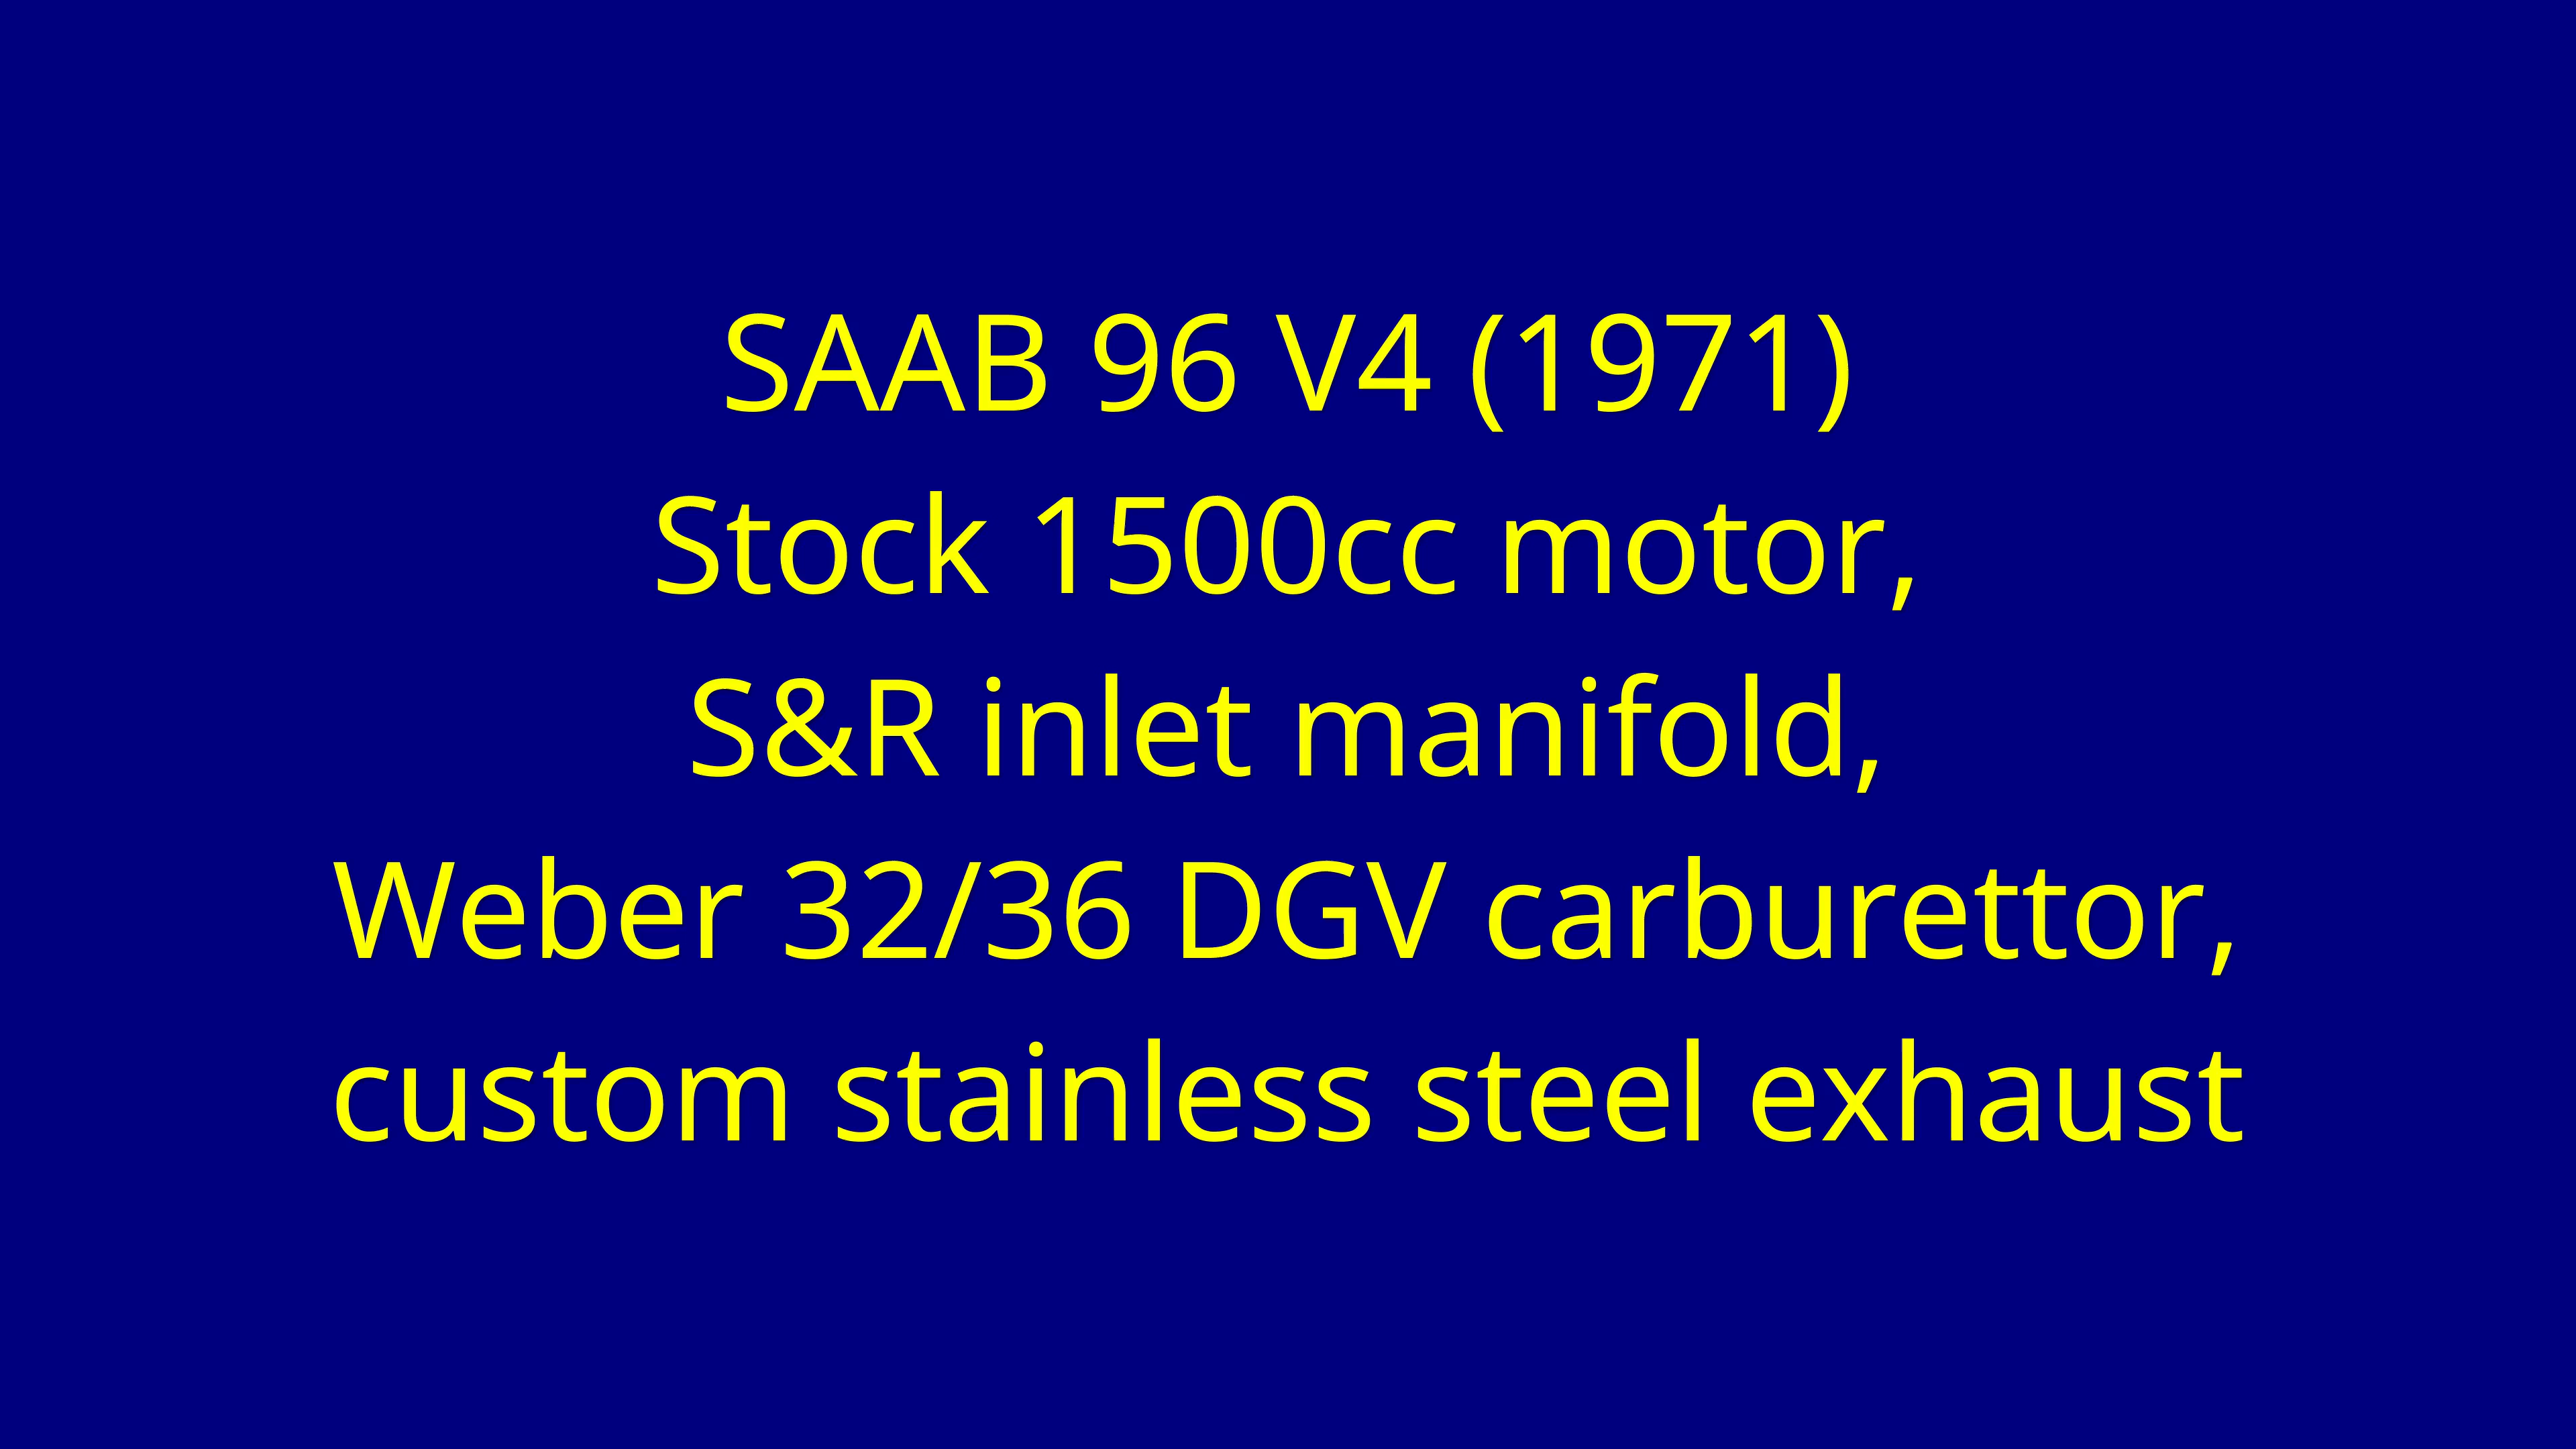 SAAB 96 V4 (1971)
Stock 1500cc motor,
S&R inlet manifold,
Weber 32/36 DGV carburettor,
custom stainless steel exhaust